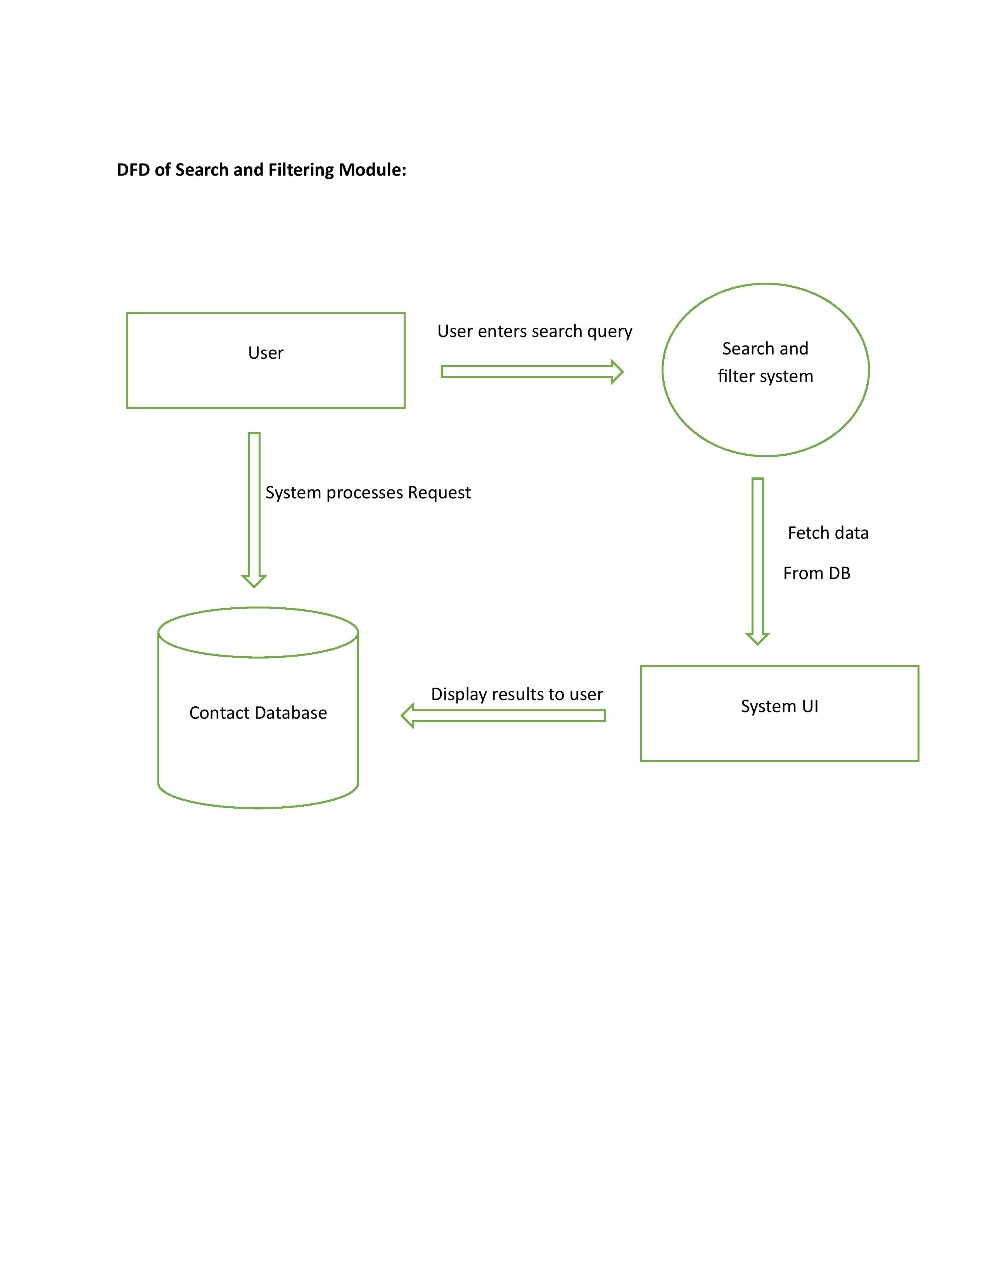 DFD of Search and Filtering Module:
User
User enters search query
Search and
filter system
System processes Request
Fetch data
From DB
Contact Database
Display results to user
System UI